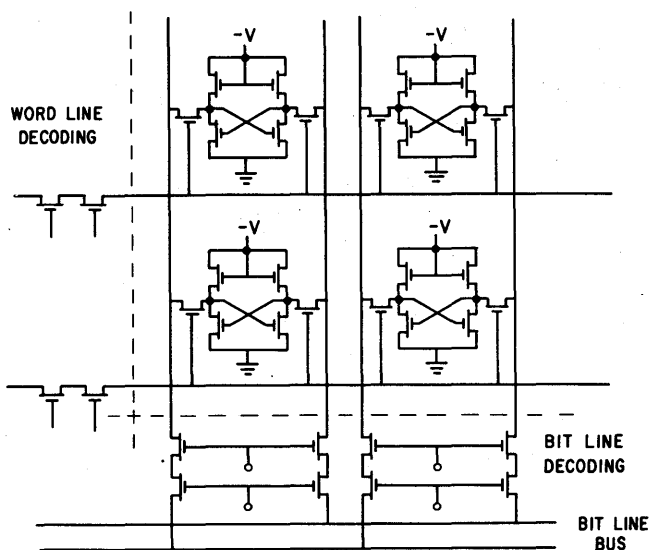 -V
-V
WORD LINE
DECODING
-V
-V
BIT LINE
DECODING
BIT LINE
BUS